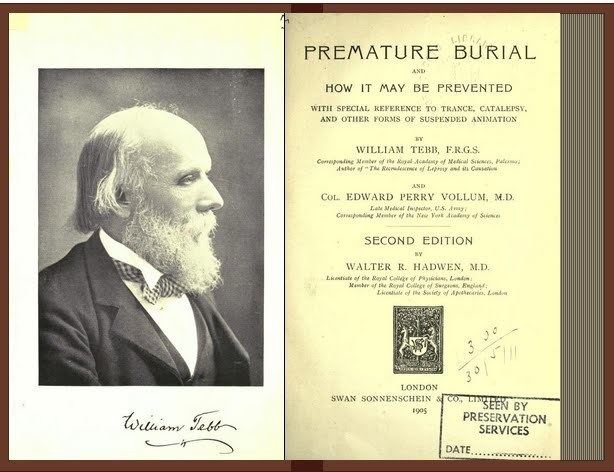 William Tebb
PREMATURE BURIAL
AND
HOW IT MAY BE PREVENTED
WITH SPECIAL REFERENCE TO TRANCE, CATALEPSY,
AND OTHER FORMS OF SUSPENDED ANIMATION
BY
WILLIAM TEBB, F.R.G.S.
Corresponding Member of the Royal Academy of Medical Sciences, Palermo;
Author of "The Recrudescence of Leprosy and its Causation
AND
COL. EDWARD PERRY VOLLUM, M.D.
Late Medical Inspector, U.S. Army;
Corresponding Member of the New York Academy of Sciences
SECOND EDITION
BY
WALTER R. HADWEN, M.D.
Licentiate of the Royal College of Physicians, London;
Member of the Royal College of Surgeons, England;
Licentiate of the Society of Apothecaries, London
LONDON
SWAN SONNENSCHEIN & CO., LIMITED
1905
SEEN BY
PRESERVATION
SERVICES
DATE